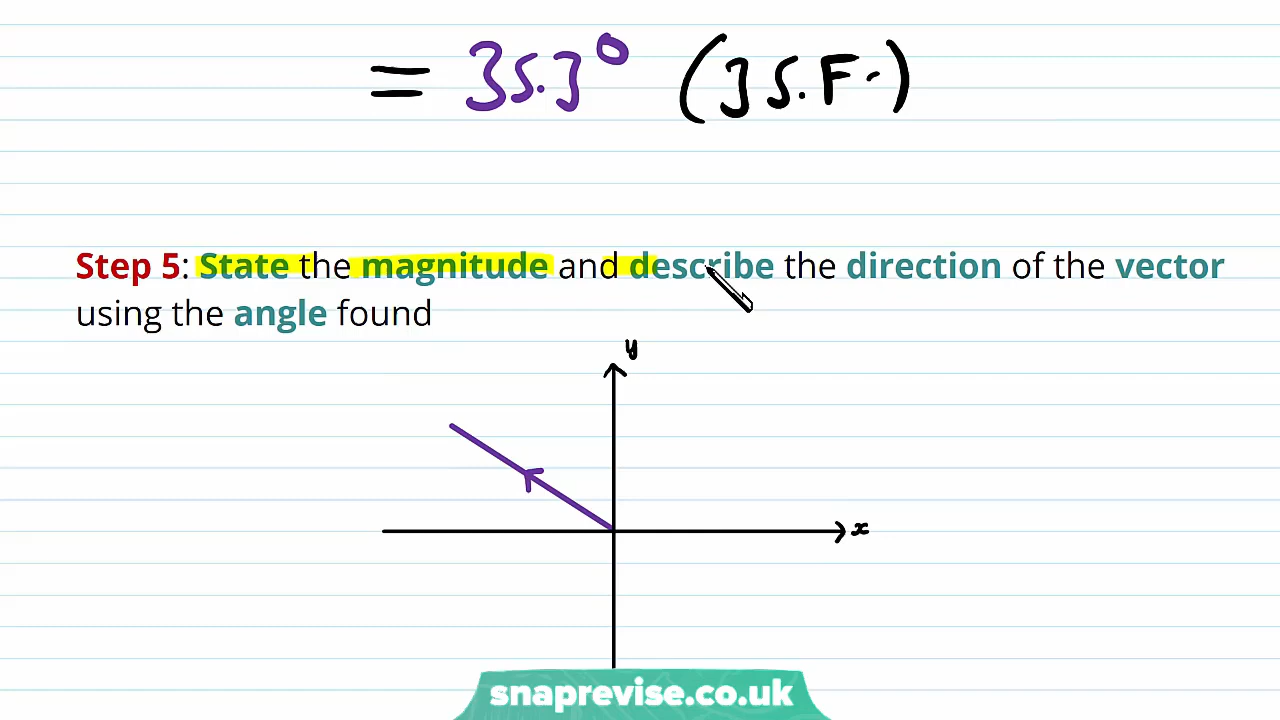 = 35.3° (3 S.F.)
Step 5: State the magnitude and describe the direction of the vector
using the angle found
y
x
snaprevise.co.uk